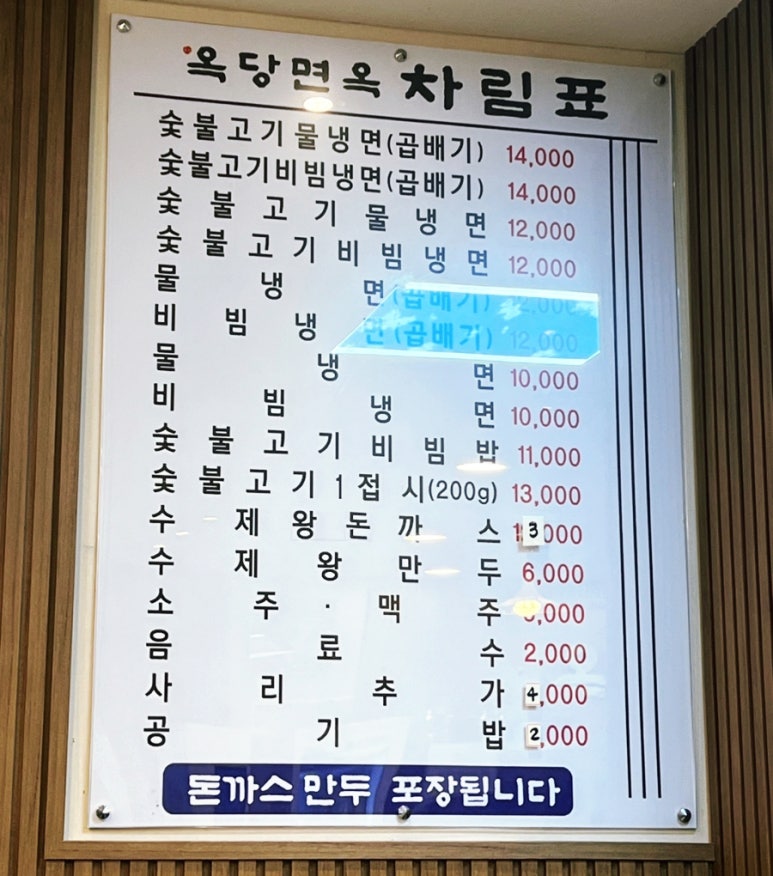 옥당면옥 차림표
숯불고기물냉면(곱배기) 14,000
숯불고기비빔냉면(곱배기) 14,000
숯불고기물냉면 12,000
숯불고기비빔냉면 12,000
물냉면(곱배기) 12,000
비빔냉면(곱배기) 12,000
물냉면 10,000
비빔냉면 10,000
숯불고기비빔밥 11,000
숯불고기1접시(200g) 13,000
수제왕돈까스 13,000
수제왕만두 6,000
소주·맥주
음료수 2,000
사리추가 4,000
공기밥 2,000
돈까스만두 포장됩니다